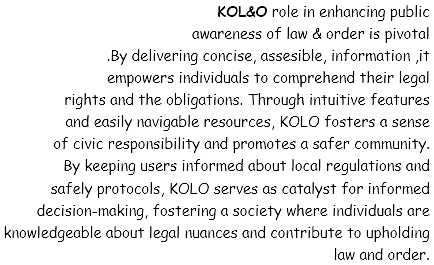 KOL&O role in enhancing public
awareness of law & order is pivotal
.By delivering concise, assesible, information ,it
empowers individuals to comprehend their legal
rights and the obligations. Through intuitive features
and easily navigable resources, KOLO fosters a sense
of civic responsibility and promotes a safer community.
By keeping users informed about local regulations and
safely protocols, KOLO serves as catalyst for informed
decision-making, fostering a society where individuals are
knowledgeable about legal nuances and contribute to upholding
law and order.